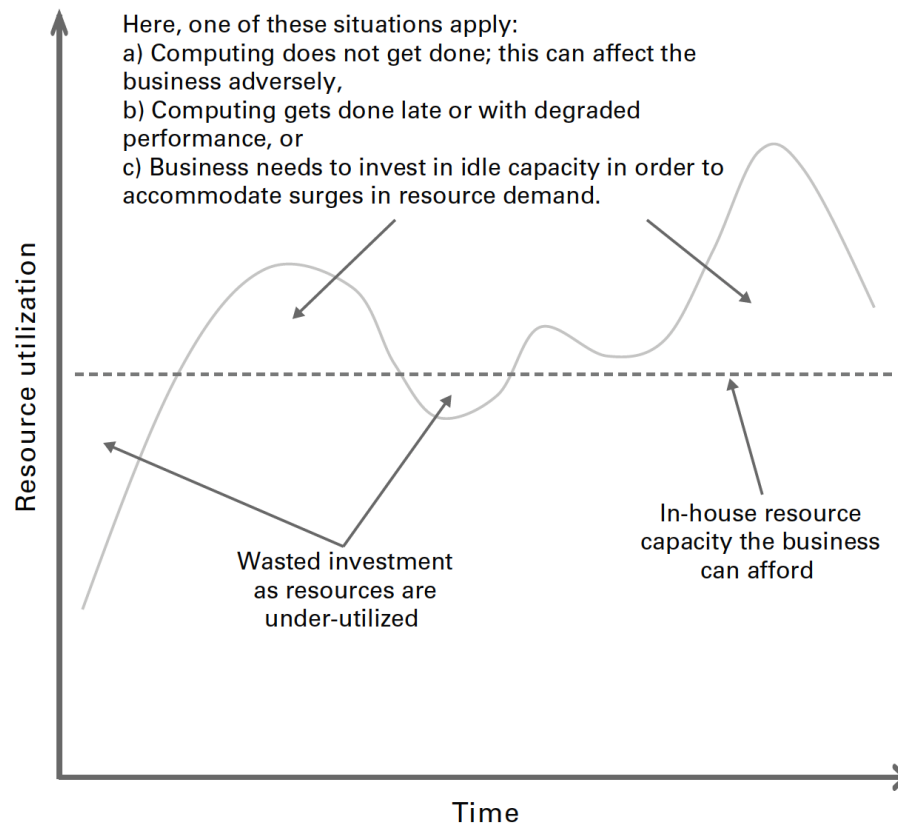 Here, one of these situations apply:
a) Computing does not get done; this can affect the
business adversely,
b) Computing gets done late or with degraded
performance, or
c) Business needs to invest in idle capacity in order to
accommodate surges in resource demand.
Resource utilization
Wasted investment
as resources are
under-utilized
In-house resource
capacity the business
can afford
Time